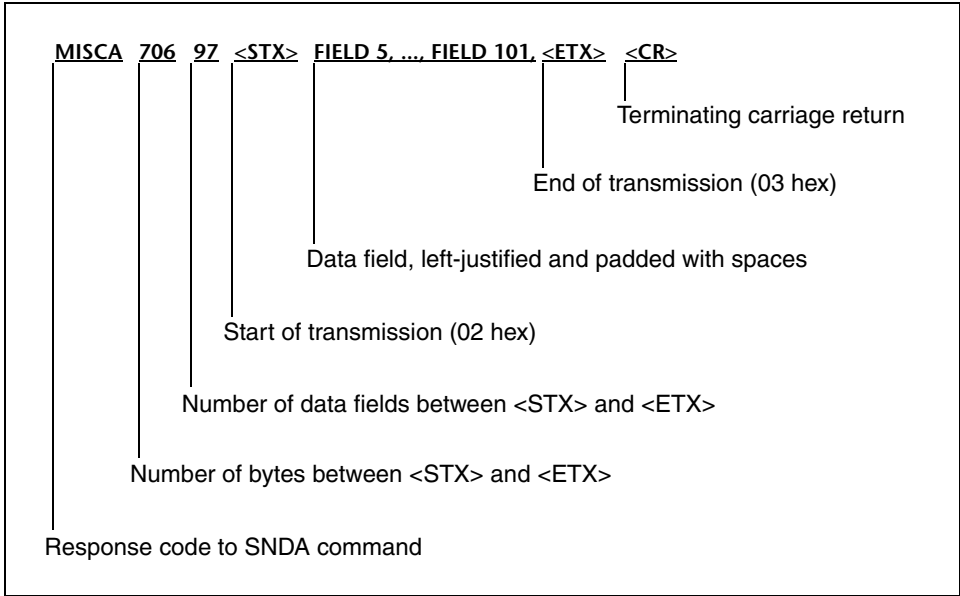 MISCA 706 97 <STX> FIELD 5, ..., FIELD 101, <ETX> <CR>
Terminating carriage return
End of transmission (03 hex)
Data field, left-justified and padded with spaces
Start of transmission (02 hex)
Number of data fields between <STX> and <ETX>
Number of bytes between <STX> and <ETX>
Response code to SNDA command